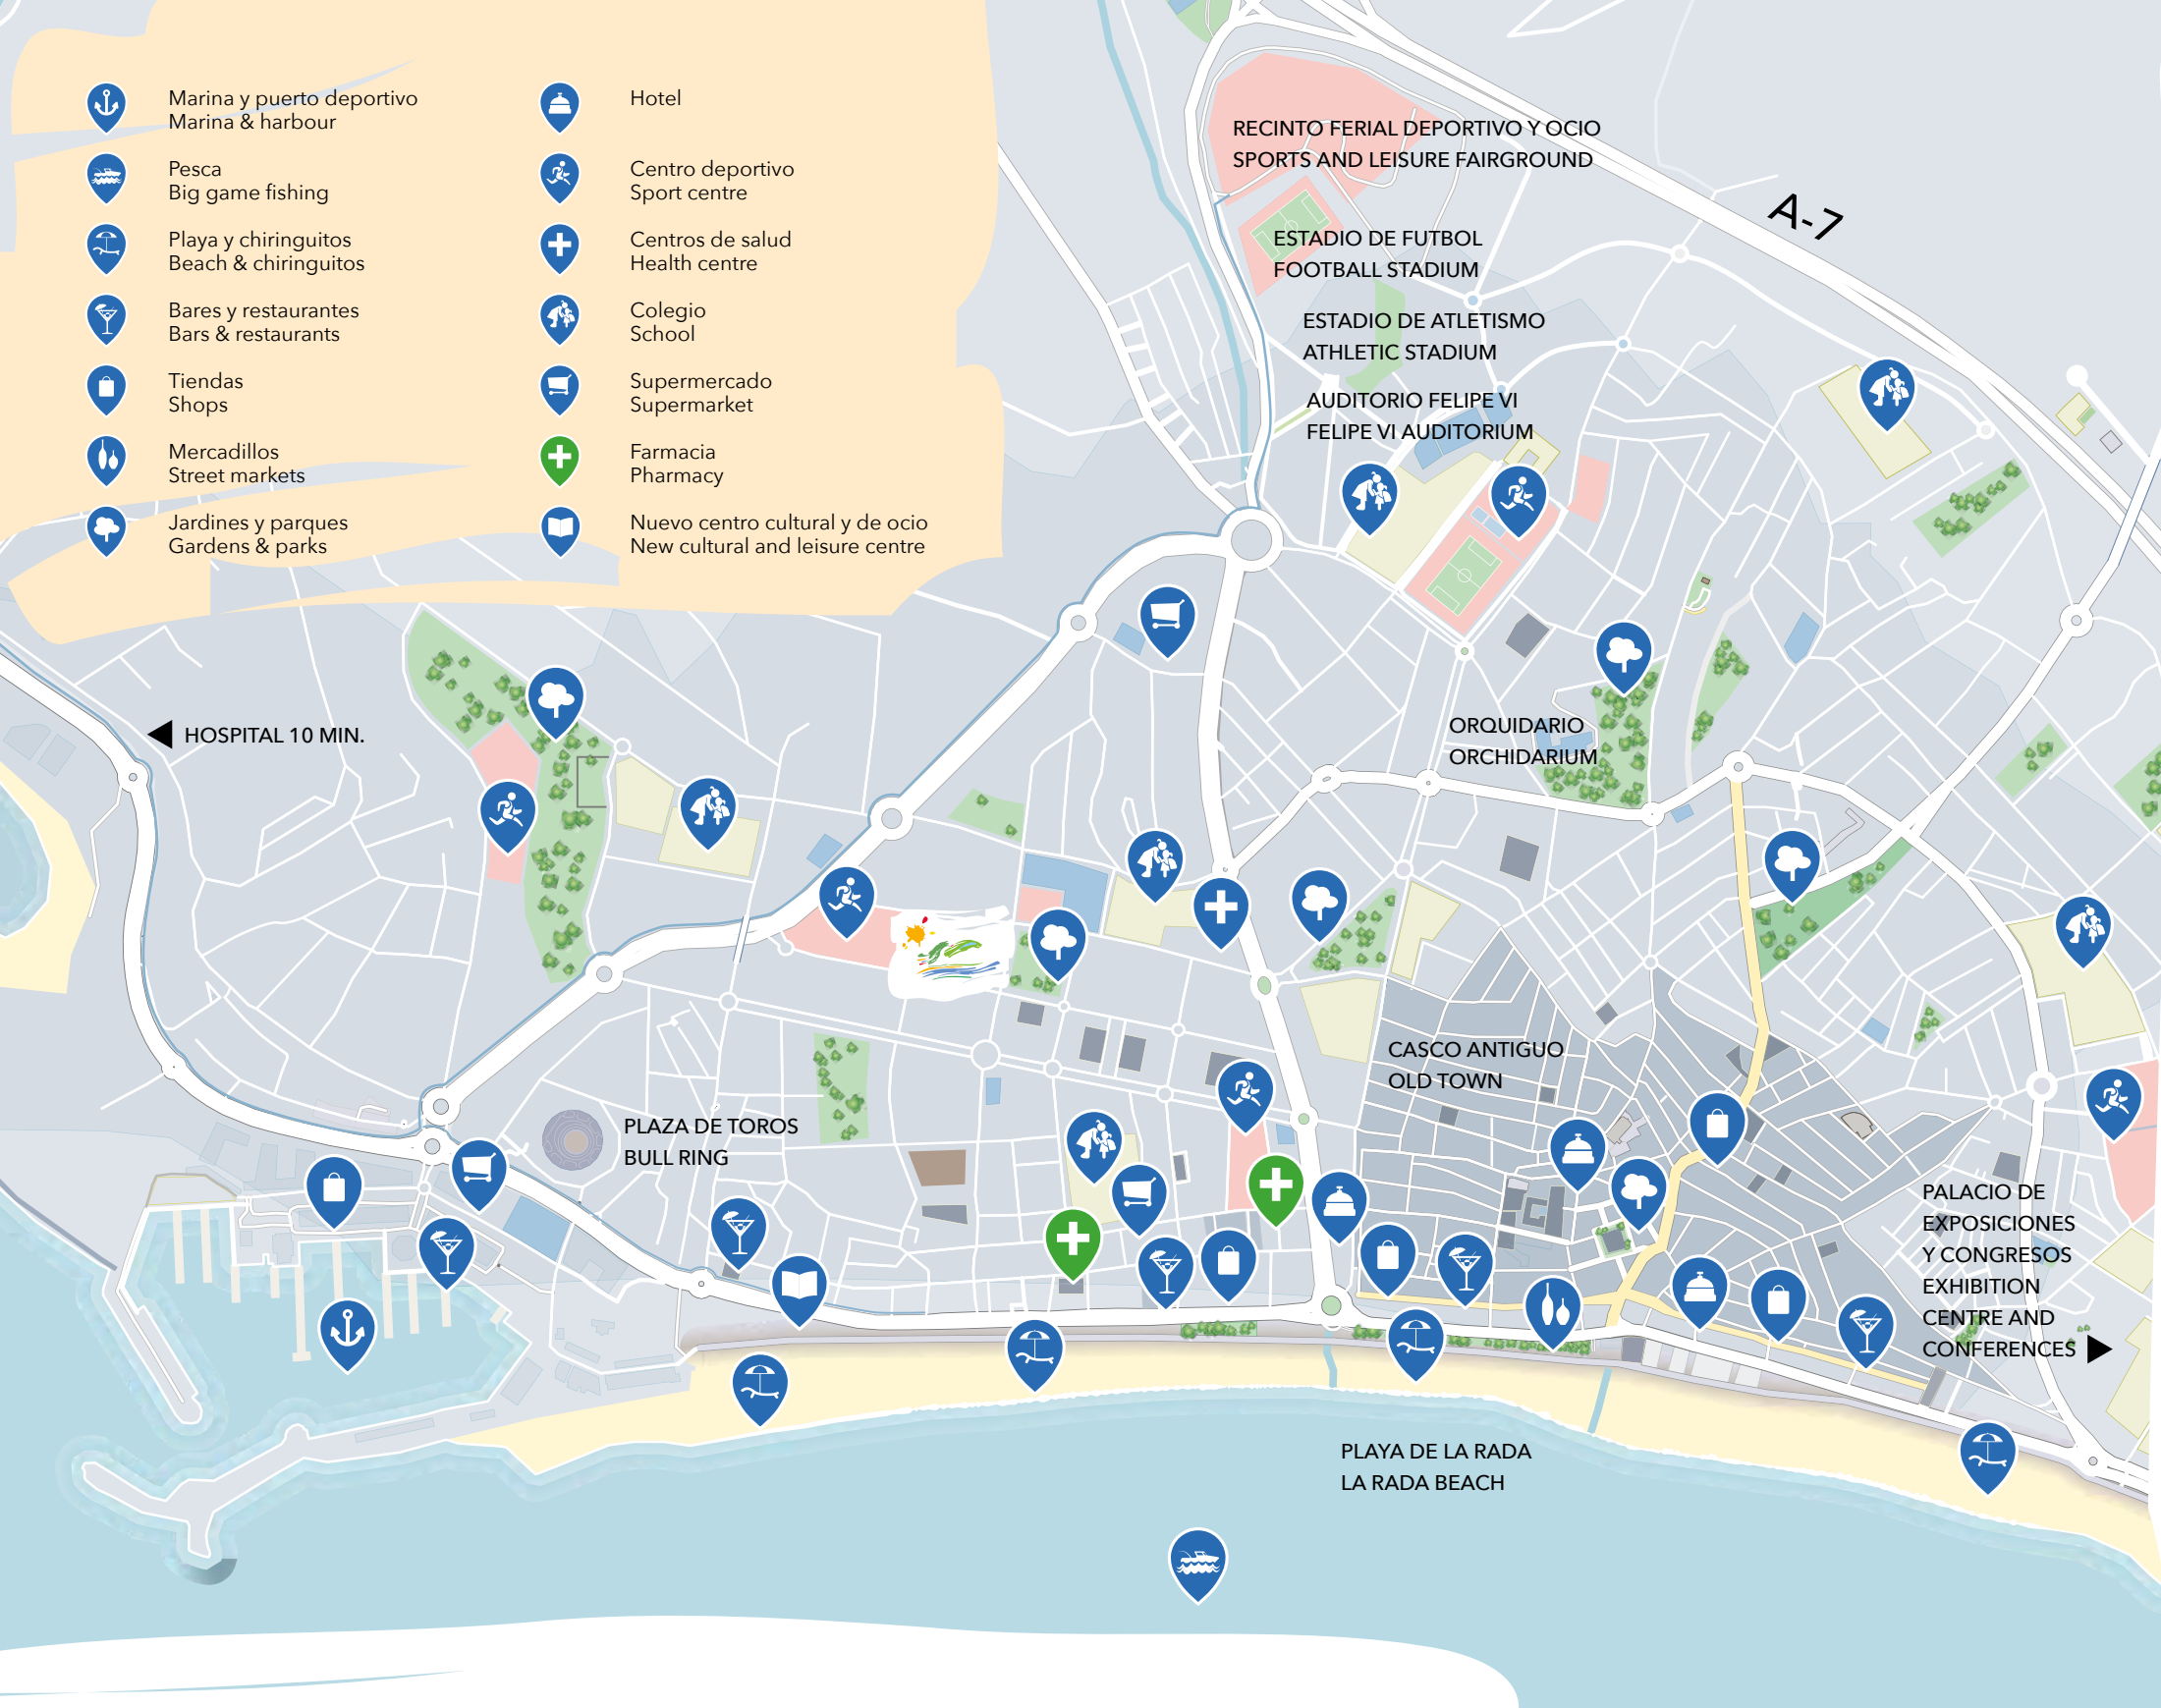 Marina y puerto deportivo
Marina & harbour
Pesca
Big game fishing
Playa y chiringuitos
Beach & chiringuitos
Bares y restaurantes
Bars & restaurants
Tiendas
Shops
Mercadillos
Street markets
Jardines y parques
Gardens & parks
Hotel
Centro deportivo
Sport centre
Centros de salud
Health centre
Colegio
School
Supermercado
Supermarket
Farmacia
Pharmacy
Nuevo centro cultural y de ocio
New cultural and leisure centre
RECINTO FERIAL DEPORTIVO Y OCIO
SPORTS AND LEISURE FAIRGROUND
A-7
ESTADIO DE FUTBOL
FOOTBALL STADIUM
ESTADIO DE ATLETISMO
ATHLETIC STADIUM
AUDITORIO FELIPE VI
FELIPE VI AUDITORIUM
HOSPITAL 10 MIN.
ORQUIDARIO
ORCHIDARIUM
CASCO ANTIGUO
OLD TOWN
PLAZA DE TOROS
BULL RING
PALACIO DE
EXPOSICIONES
Y CONGRESOS
EXHIBITION
CENTRE AND
CONFERENCES
PLAYA DE LA RADA
LA RADA BEACH